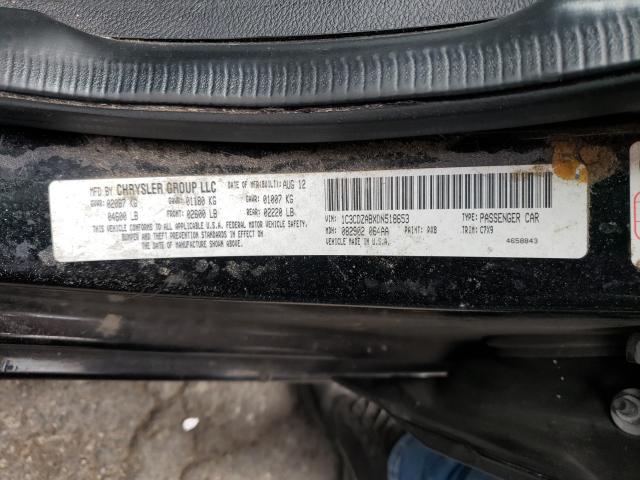 MFD BY CHRYSLER GROUP LLC
DATE OF MFR(BUILT): AUG 12
GVWR: 02087 KG
04600 LB
GAWR: 01180 KG
FRONT: 02600 LB
GAWR: 01007 KG
REAR: 02220 LB
THIS VEHICLE CONFORMS TO ALL APPLICABLE U.S.A. FEDERAL MOTOR VEHICLE SAFETY,
BUMPER, AND THEFT PREVENTION STANDARDS IN EFFECT ON
THE DATE OF MANUFACTURE SHOWN ABOVE.
VIN: 1C3CDZABXDN518653
TYPE: PASSENGER CAR
MDH: 082902 064AA
PAINT: PX8
TRIM: C7X9
VEHICLE MADE IN U.S.A.
4658843